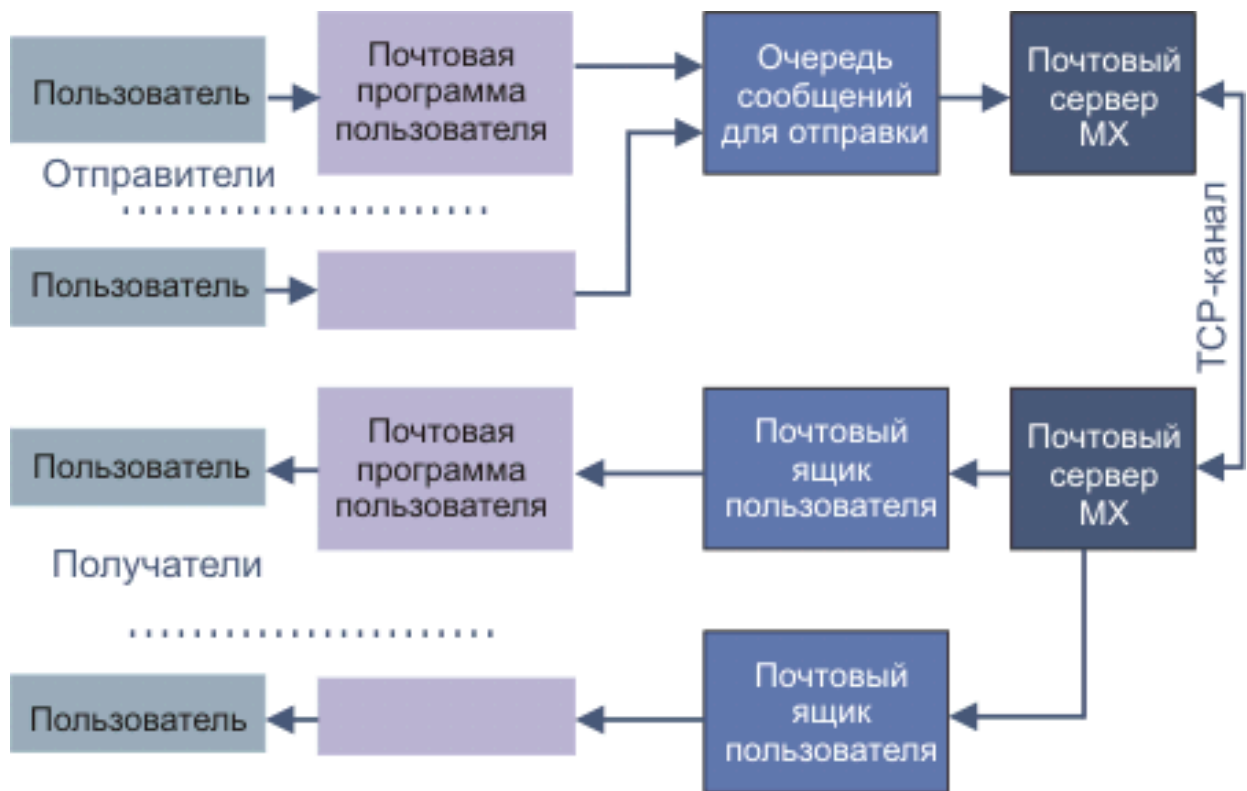 Пользователь
Почтовая
программа
пользователя
Очередь
сообщений
для отправки
Почтовый
сервер
MX
Отправители
Пользователь
TCP-канал
Пользователь
Почтовая
программа
пользователя
Почтовый
ящик
пользователя
Почтовый
сервер
MX
Получатели
Пользователь
Почтовый
ящик
пользователя